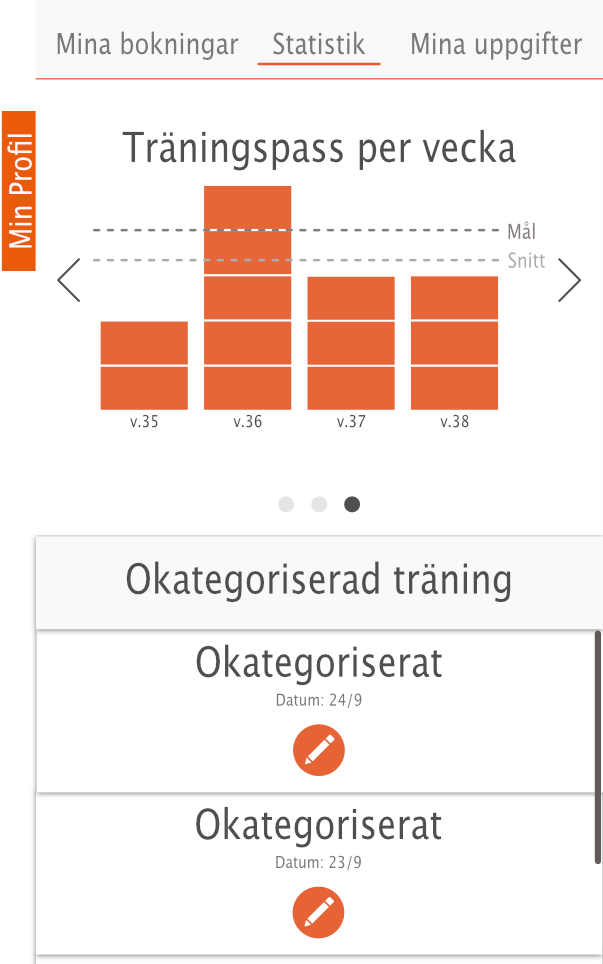 Mina bokningar Statistik Mina uppgifter
Min Profil
Träningspass per vecka
Mål
Snitt
v.35 v.36 v.37 v.38
Okategoriserad träning
Okategoriserat
Datum: 24/9
Okategoriserat
Datum: 23/9